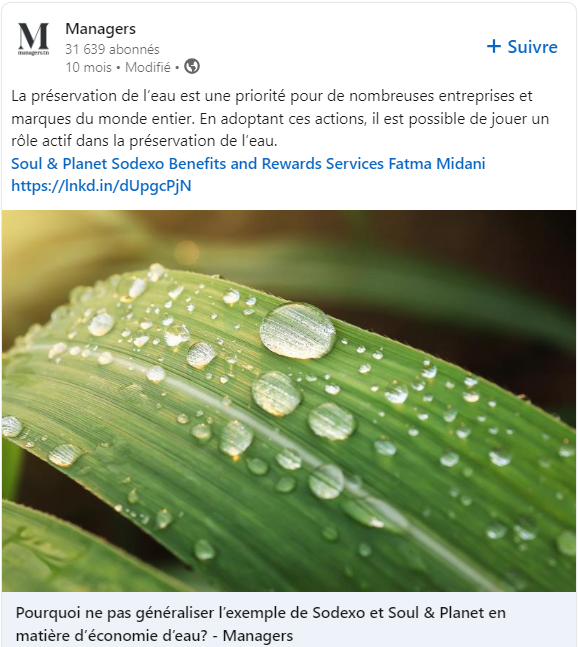 M
managers.tn
Managers
31 639 abonnés
10 mois • Modifié •
+ Suivre
La préservation de l’eau est une priorité pour de nombreuses entreprises et
marques du monde entier. En adoptant ces actions, il est possible de jouer un
rôle actif dans la préservation de l’eau.
Soul & Planet Sodexo Benefits and Rewards Services Fatma Midani
https://lnkd.in/dUpgcPjN
Pourquoi ne pas généraliser l’exemple de Sodexo et Soul & Planet en
matière d’économie d’eau? - Managers